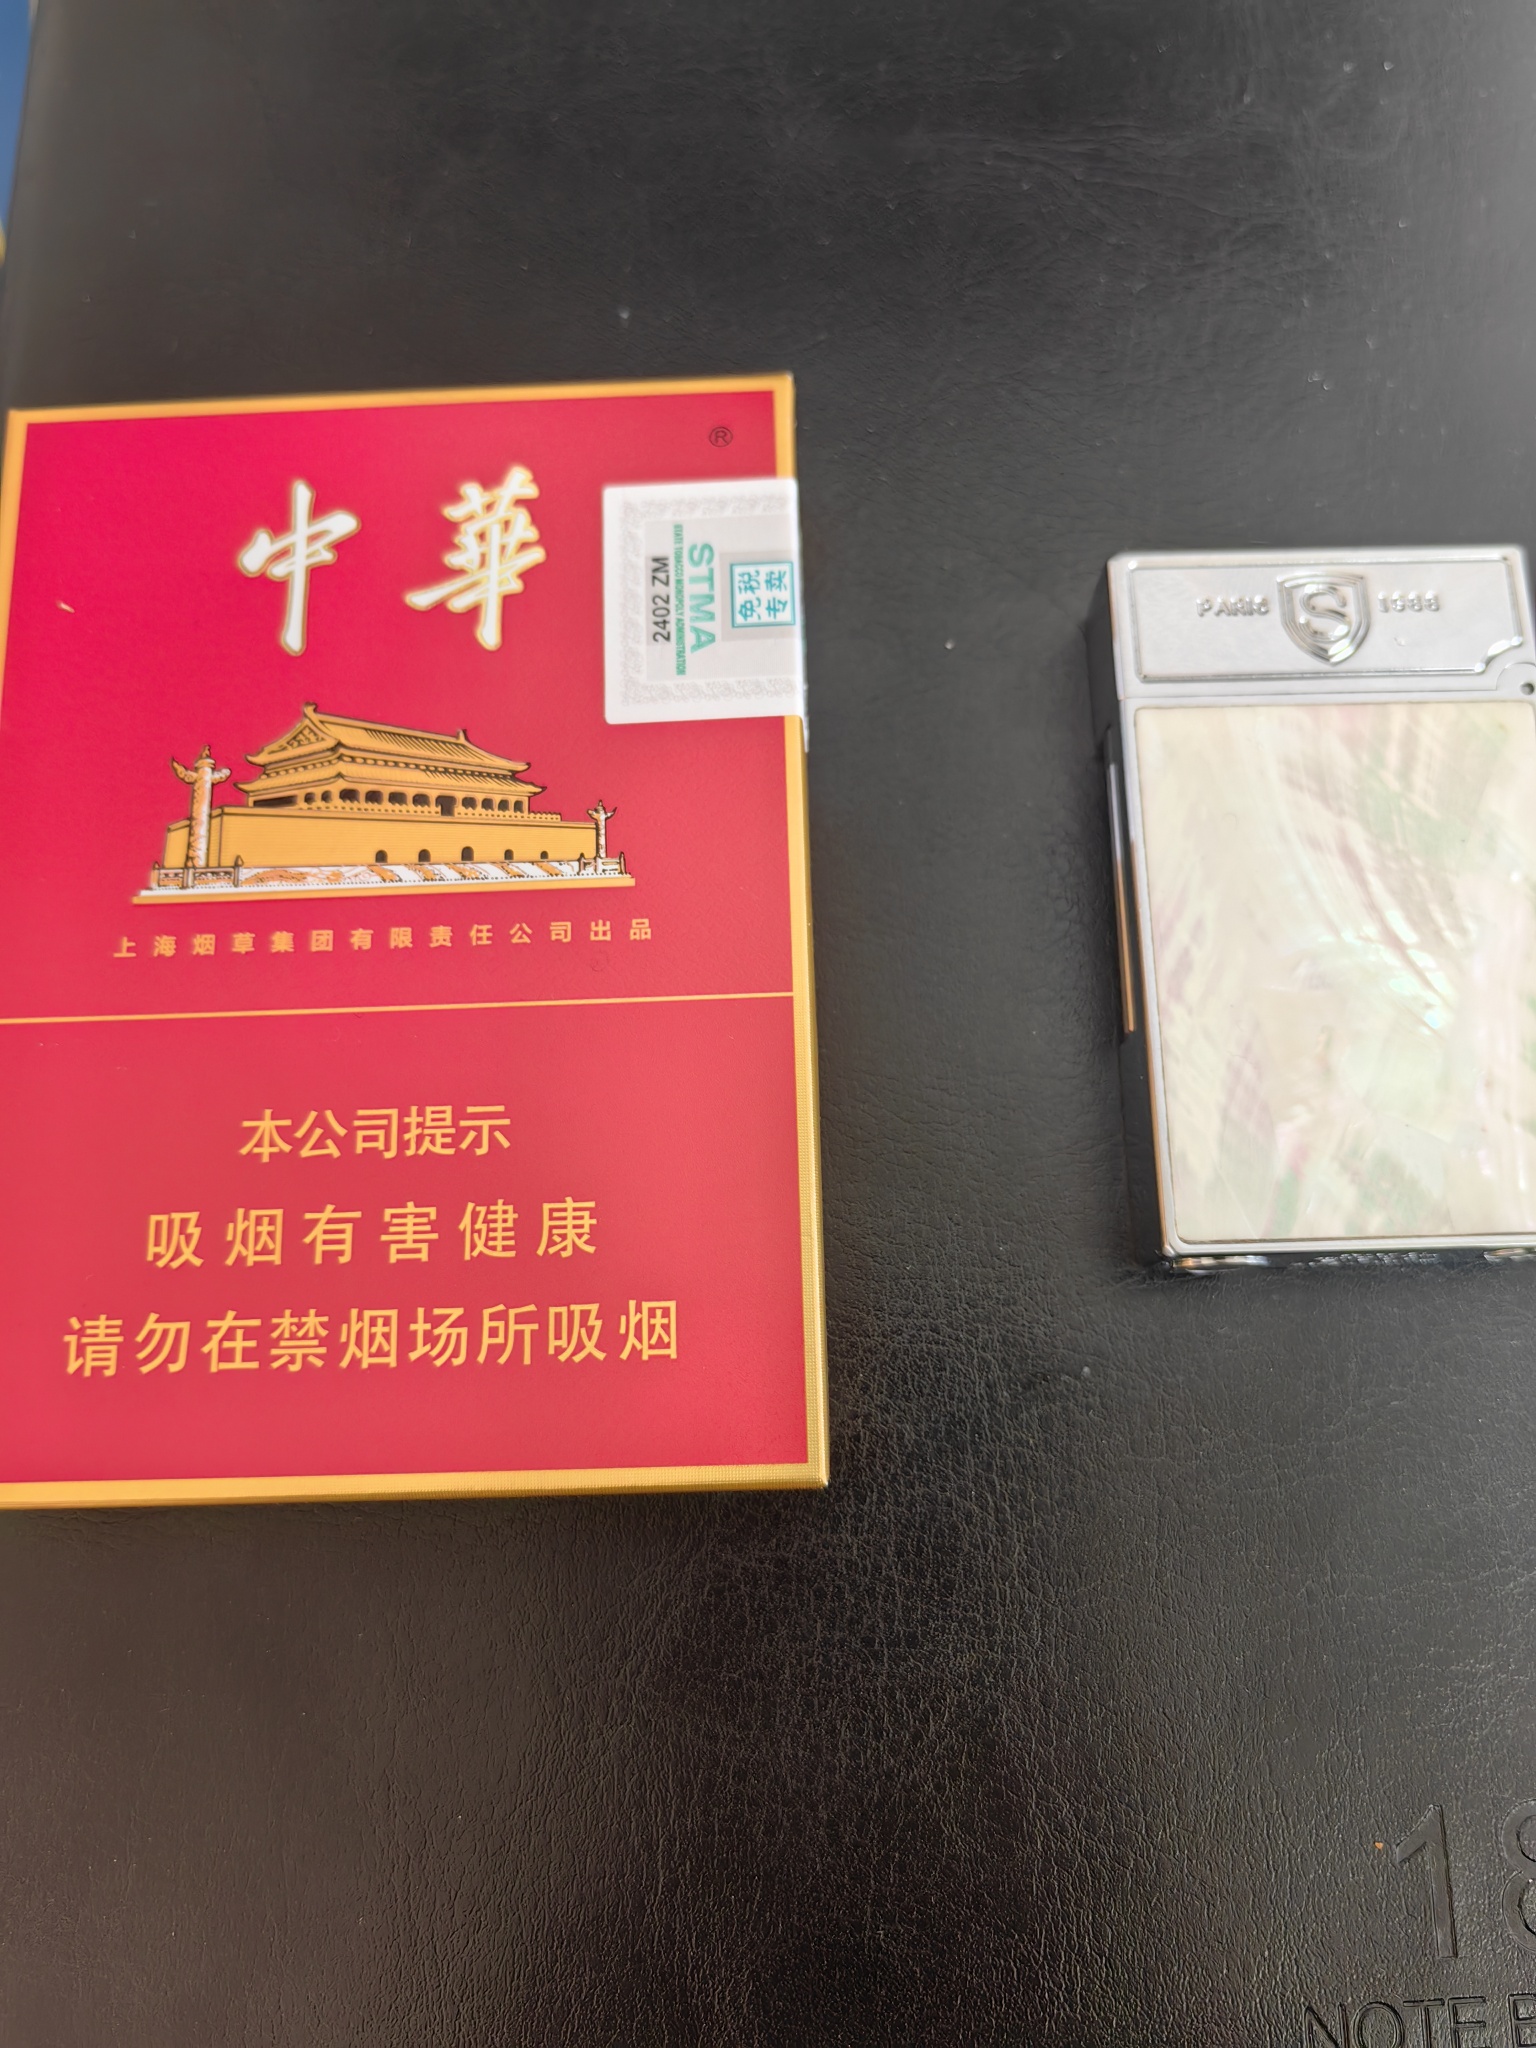 ®
中華
2402 ZM
STMA
STATE TOBACCO MONOPOLY ADMINISTRATION
免税
专卖
上海烟草集团有限责任公司出品
本公司提示
吸烟有害健康
请勿在禁烟场所吸烟
PARIS S 1988
18
NOTE